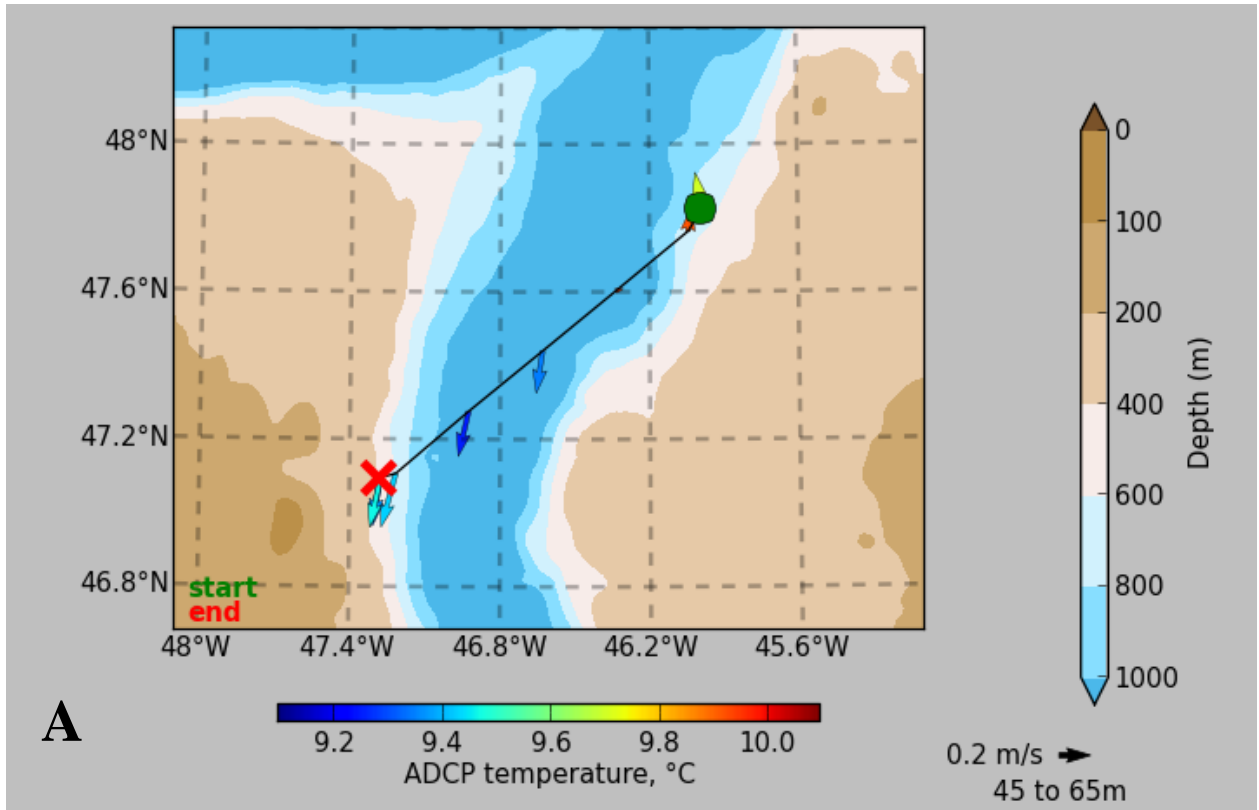 48°N
47.6°N
47.2°N
46.8°N
start
end
48°W 47.4°W 46.8°W 46.2°W 45.6°W
0
100
200
400
600
800
1000
Depth (m)
A
9.2 9.4 9.6 9.8 10.0
ADCP temperature, °C
0.2 m/s
45 to 65m